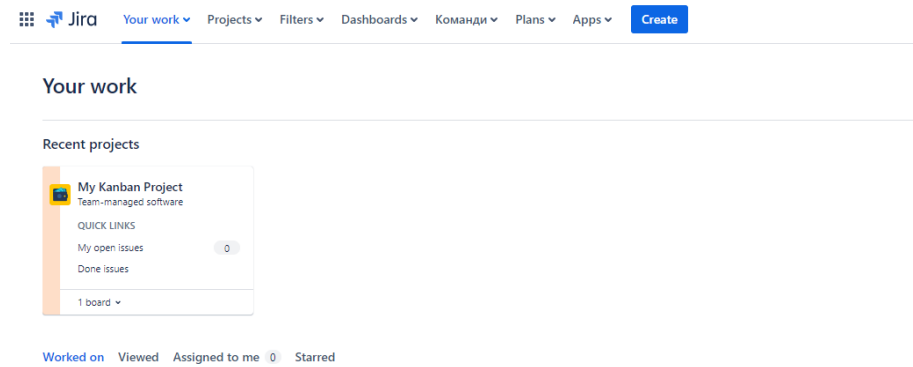 Jira Your work Projects Filters Dashboards Команди Plans Apps Create
Your work
Recent projects
My Kanban Project
Team-managed software
QUICK LINKS
My open issues 0
Done issues
1 board
Worked on Viewed Assigned to me 0 Starred